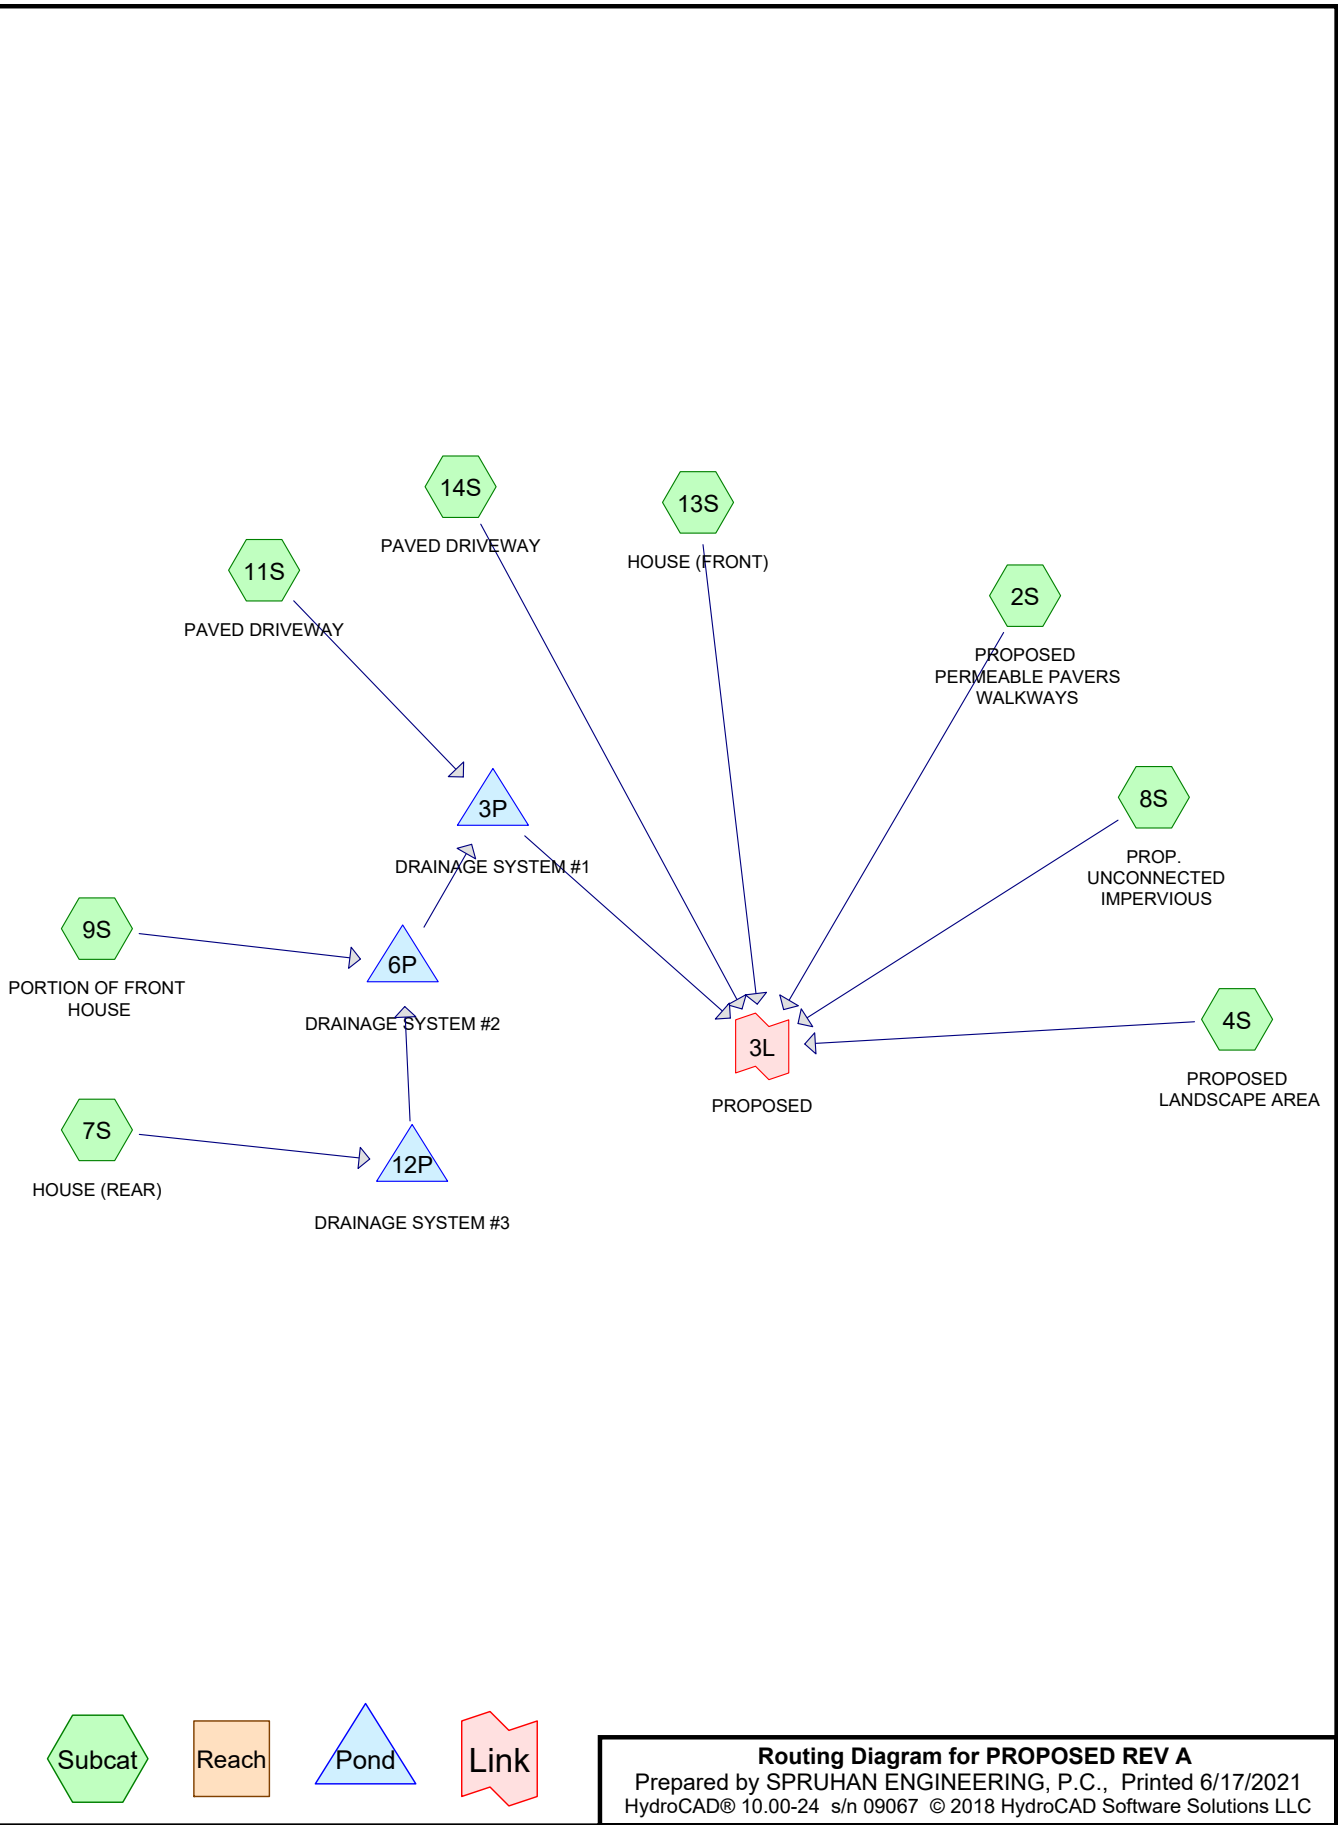 14S
PAVED DRIVEWAY
13S
HOUSE (FRONT)
11S
PAVED DRIVEWAY
2S
PROPOSED
PERMEABLE PAVERS
WALKWAYS
3P
DRAINAGE SYSTEM #1
8S
PROP.
UNCONNECTED
IMPERVIOUS
9S
PORTION OF FRONT
HOUSE
6P
DRAINAGE SYSTEM #2
3L
PROPOSED
4S
PROPOSED
LANDSCAPE AREA
7S
HOUSE (REAR)
12P
DRAINAGE SYSTEM #3
Subcat
Reach
Pond
Link
Routing Diagram for PROPOSED REV A
Prepared by SPRUHAN ENGINEERING, P.C., Printed 6/17/2021
HydroCAD® 10.00-24 s/n 09067 © 2018 HydroCAD Software Solutions LLC